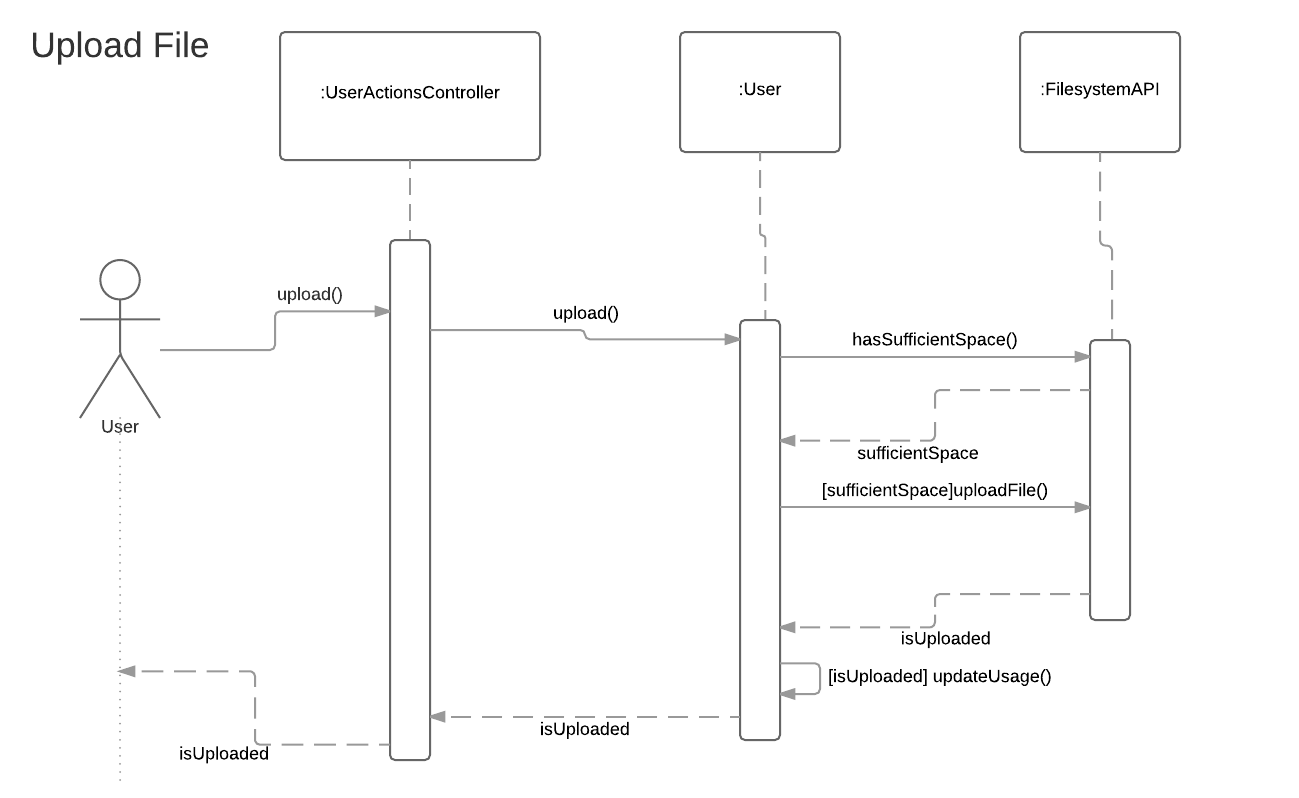 Upload File
:UserActionsController
:User
:FilesystemAPI
upload()
upload()
hasSufficientSpace()
User
sufficientSpace
[sufficientSpace]uploadFile()
isUploaded
[isUploaded] updateUsage()
isUploaded
isUploaded